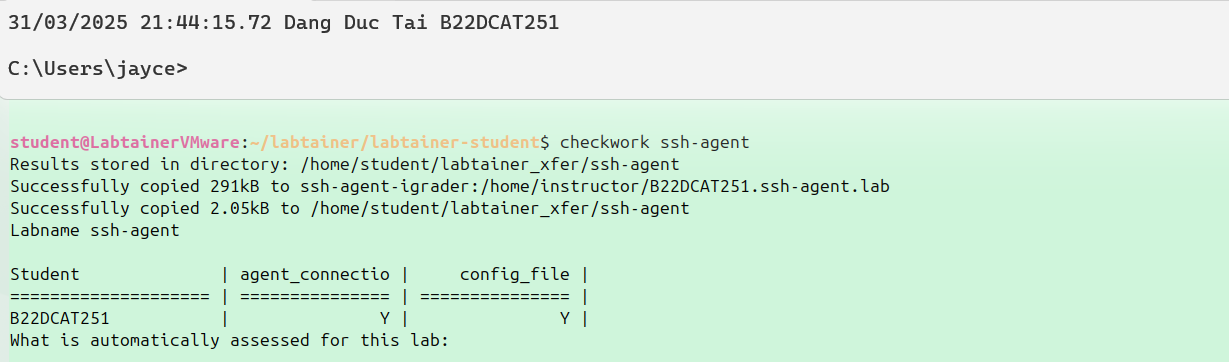 31/03/2025 21:44:15.72 Dang Duc Tai B22DCAT251
C:\Users\jayce>
student@LabtainerVMware:~/labtainer/labtainer-student$ checkwork ssh-agent
Results stored in directory: /home/student/labtainer_xfer/ssh-agent
Successfully copied 291kB to ssh-agent-igrader:/home/instructor/B22DCAT251.ssh-agent.lab
Successfully copied 2.05kB to /home/student/labtainer_xfer/ssh-agent
Labname ssh-agent
Student | agent_connectio | config_file |
==================== | =============== | =============== |
B22DCAT251 | Y | Y |
What is automatically assessed for this lab: